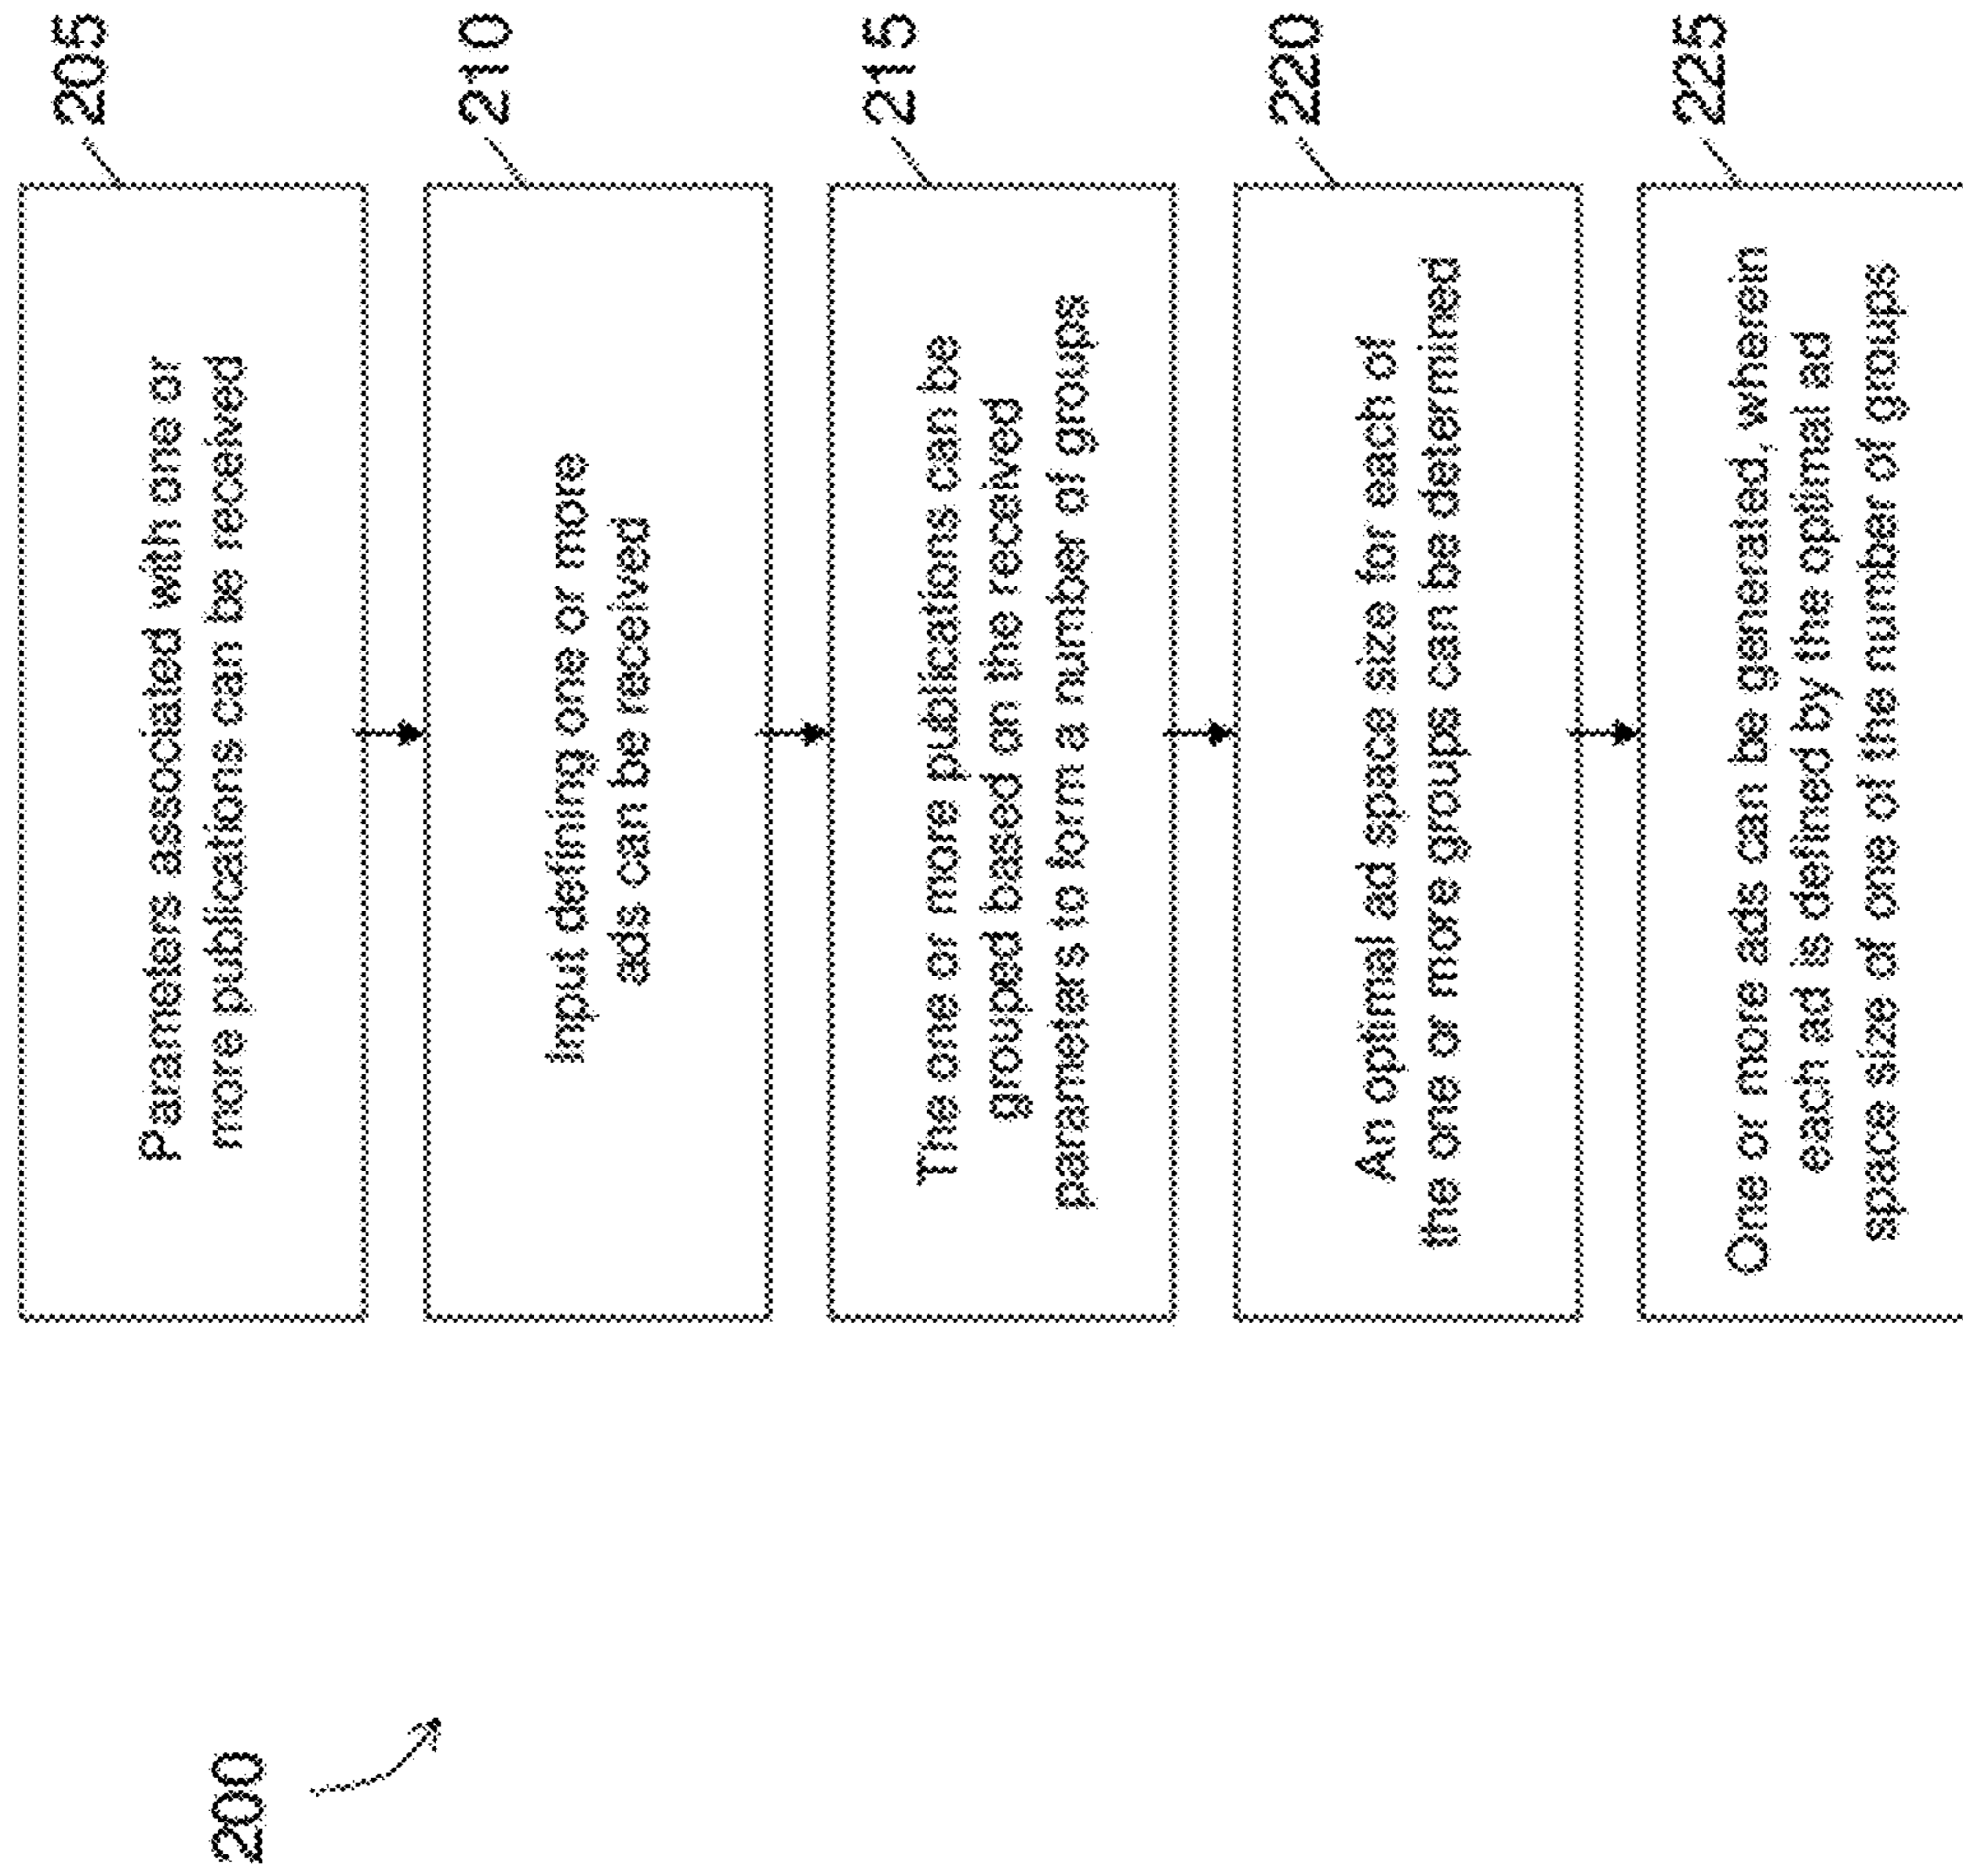 200
205
Parameters associated with one or
more publications can be received
210
Input defining one or more
ads can be received
215
The one or more publications can be
grouped based on the received
parameters to form a number of groups
220
An optimal ad space size for each of
the one or more groups can be determined
225
One or more ads can be generated, wherein
each ad is defined by the optimal ad
space size of one of the number of groups